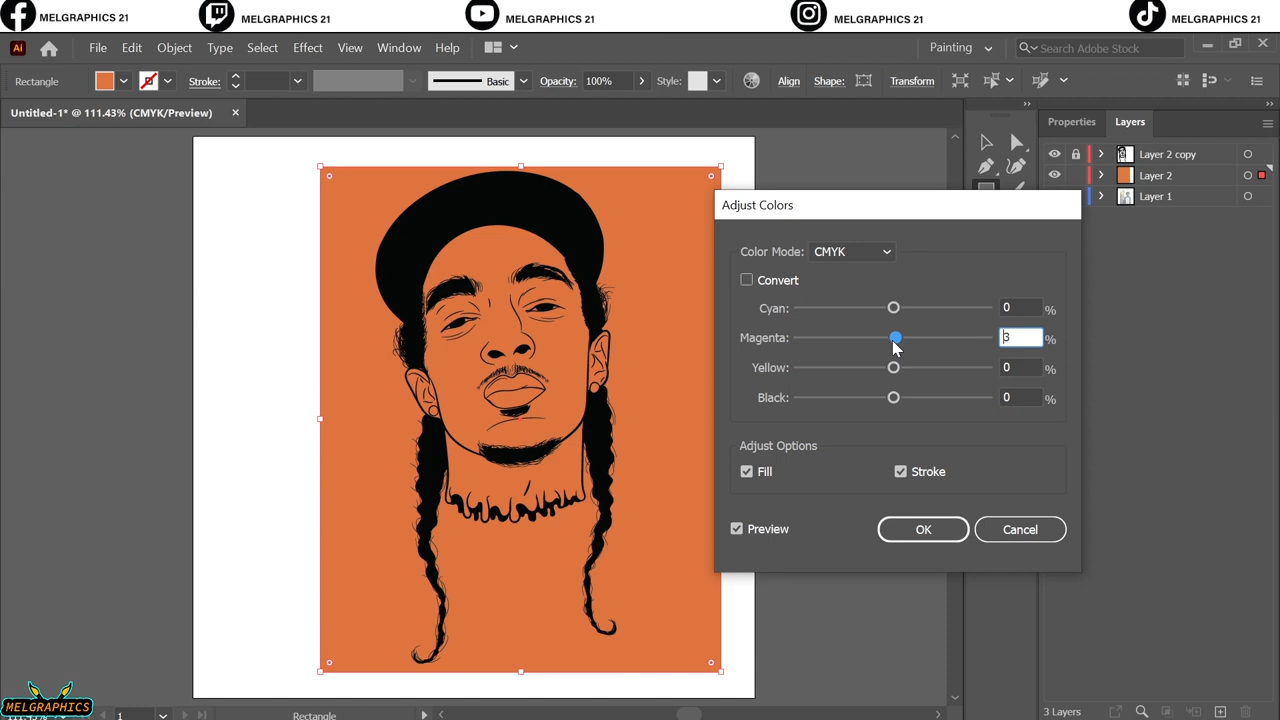 MELGRAPHICS 21
MELGRAPHICS 21
MELGRAPHICS 21
MELGRAPHICS 21
MELGRAPHICS 21
Ai File Edit Object Type Select Effect View Window Help Painting Search Adobe Stock
Rectangle Stroke: Basic Opacity: 100% Style: Align Shape: Transform
Untitled-1* @ 111.43% (CMYK/Preview)
Properties Layers
Layer 2 copy
Layer 2
Layer 1
Adjust Colors
Color Mode: CMYK
Convert
Cyan: 0 %
Magenta: 3 %
Yellow: 0 %
Black: 0 %
Adjust Options
Fill Stroke
Preview OK Cancel
MELGRAPHICS
1 Rectangle 3 Layers